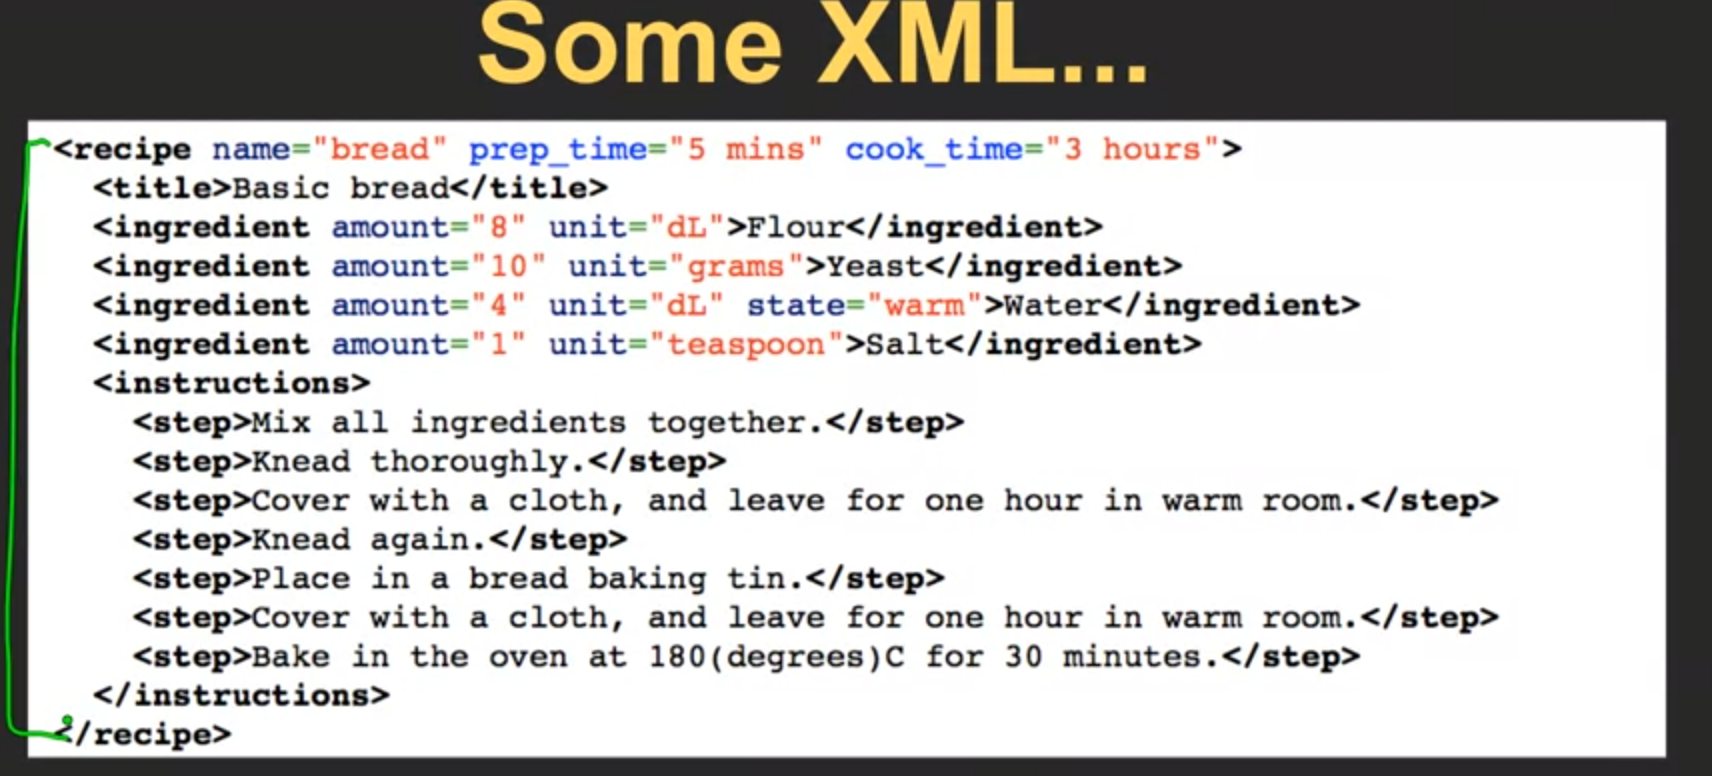 Some XML...
<recipe name="bread" prep_time="5 mins" cook_time="3 hours">
<title>Basic bread</title>
<ingredient amount="8" unit="dL">Flour</ingredient>
<ingredient amount="10" unit="grams">Yeast</ingredient>
<ingredient amount="4" unit="dL" state="warm">Water</ingredient>
<ingredient amount="1" unit="teaspoon">Salt</ingredient>
<instructions>
<step>Mix all ingredients together.</step>
<step>Knead thoroughly.</step>
<step>Cover with a cloth, and leave for one hour in warm room.</step>
<step>Knead again.</step>
<step>Place in a bread baking tin.</step>
<step>Cover with a cloth, and leave for one hour in warm room.</step>
<step>Bake in the oven at 180(degrees)C for 30 minutes.</step>
</instructions>
</recipe>